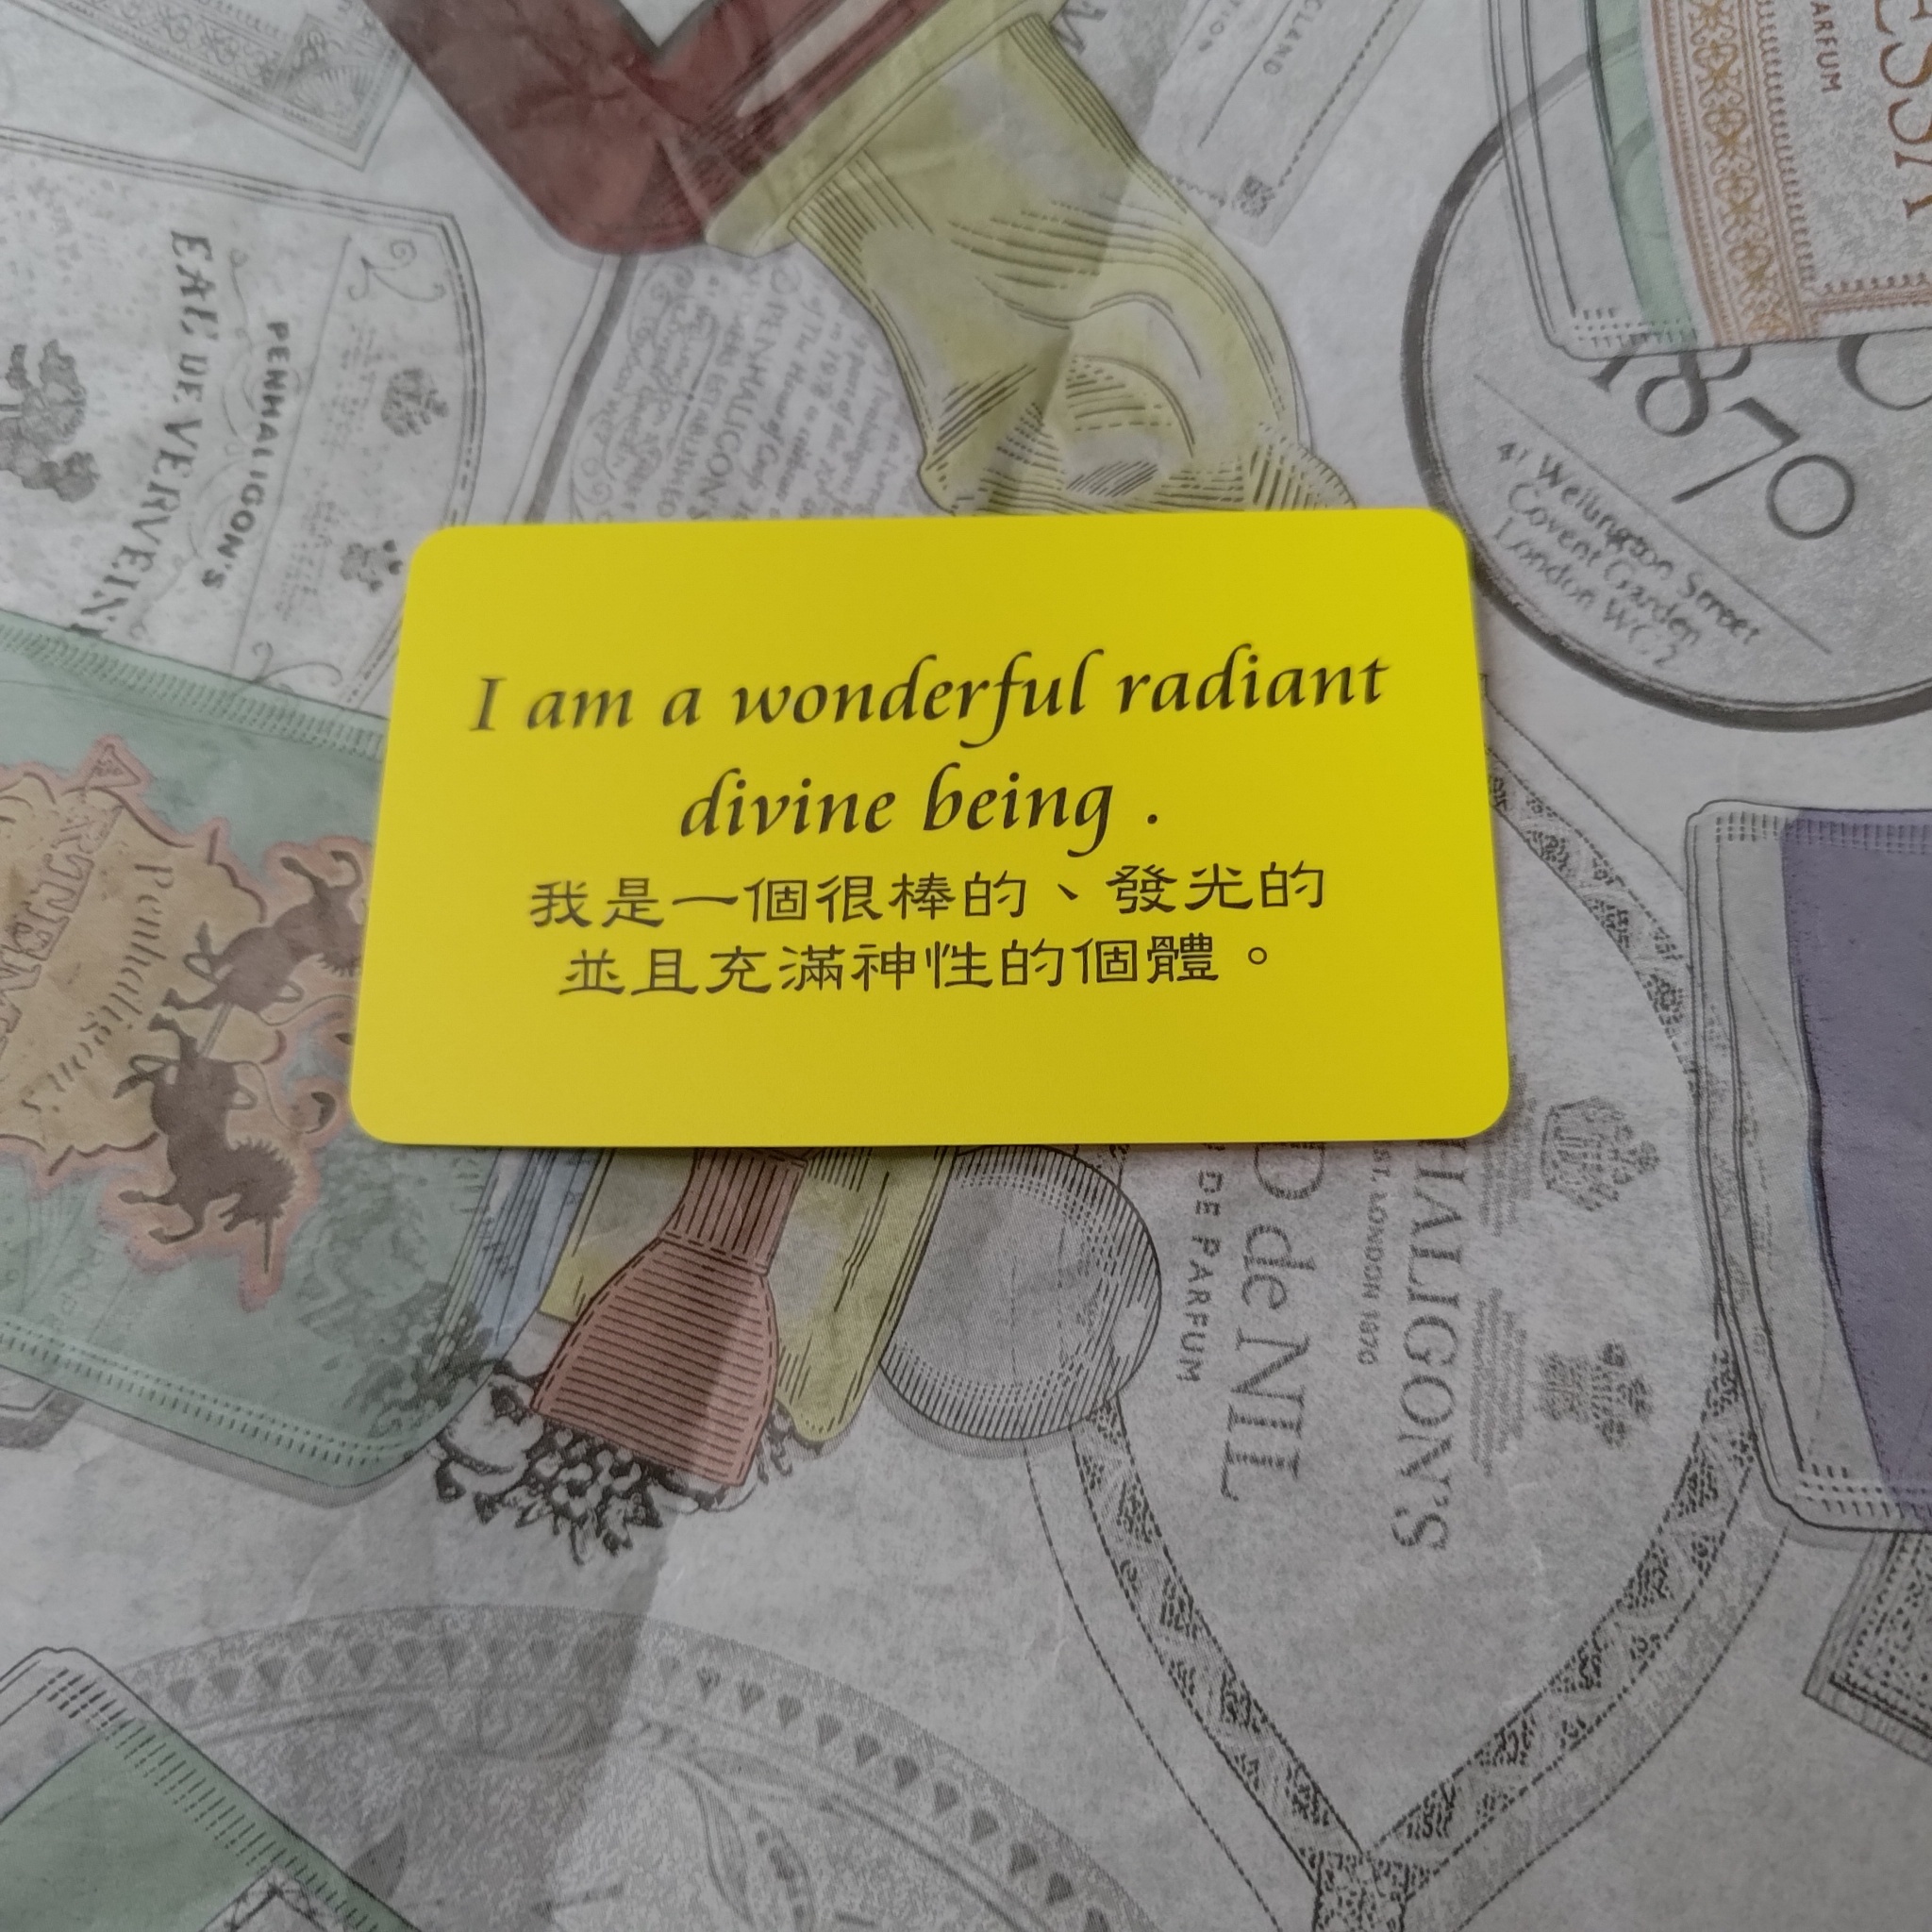 I am a wonderful radiant
divine being .
我是一個很棒的、發光的
並且充滿神性的個體。
EAU DE VERVEINE
PENHALIGON'S
PARFUM
1870
41 Wellington Street
Covent Garden
London WC2
Penhaligon's
DE PARFUM
de NIL
ST, LONDON 1870
HALIGON'S